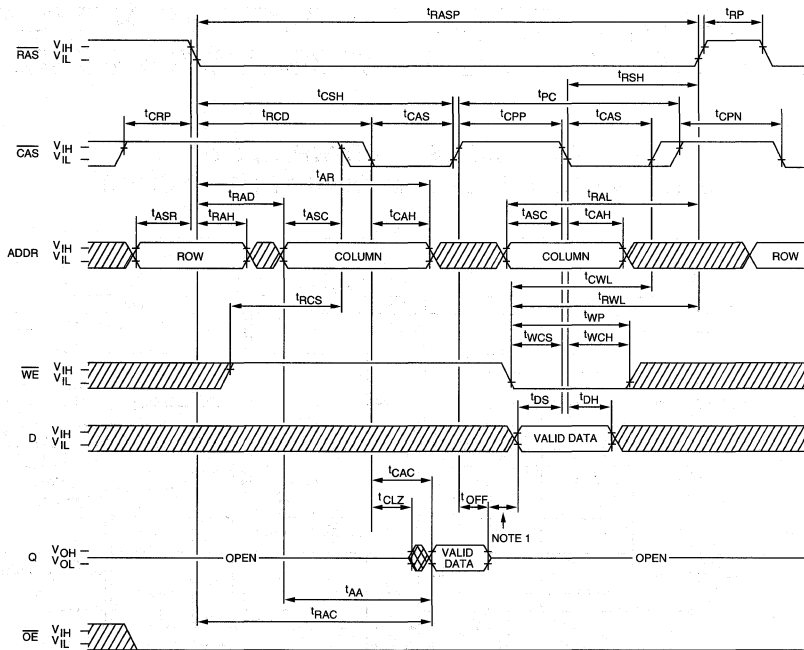 tRASP
tRP
RAS VIH
VIL
tRSH
tCSH
tPC
tCRP
tRCD
tCAS
tCPP
tCAS
tCPN
CAS VIH
VIL
tAR
tRAD
tRAL
tASR
tRAH
tASC
tCAH
tASC
tCAH
ADDR VIH
VIL
ROW
COLUMN
COLUMN
ROW
tCWL
tRCS
tRWL
tWP
tWCS
tWCH
WE VIH
VIL
tDS
tDH
D VIH
VIL
VALID DATA
tCAC
tCLZ
tOFF
NOTE 1
Q VOH
VOL
OPEN
VALID
DATA
OPEN
tAA
tRAC
OE VIH
VIL